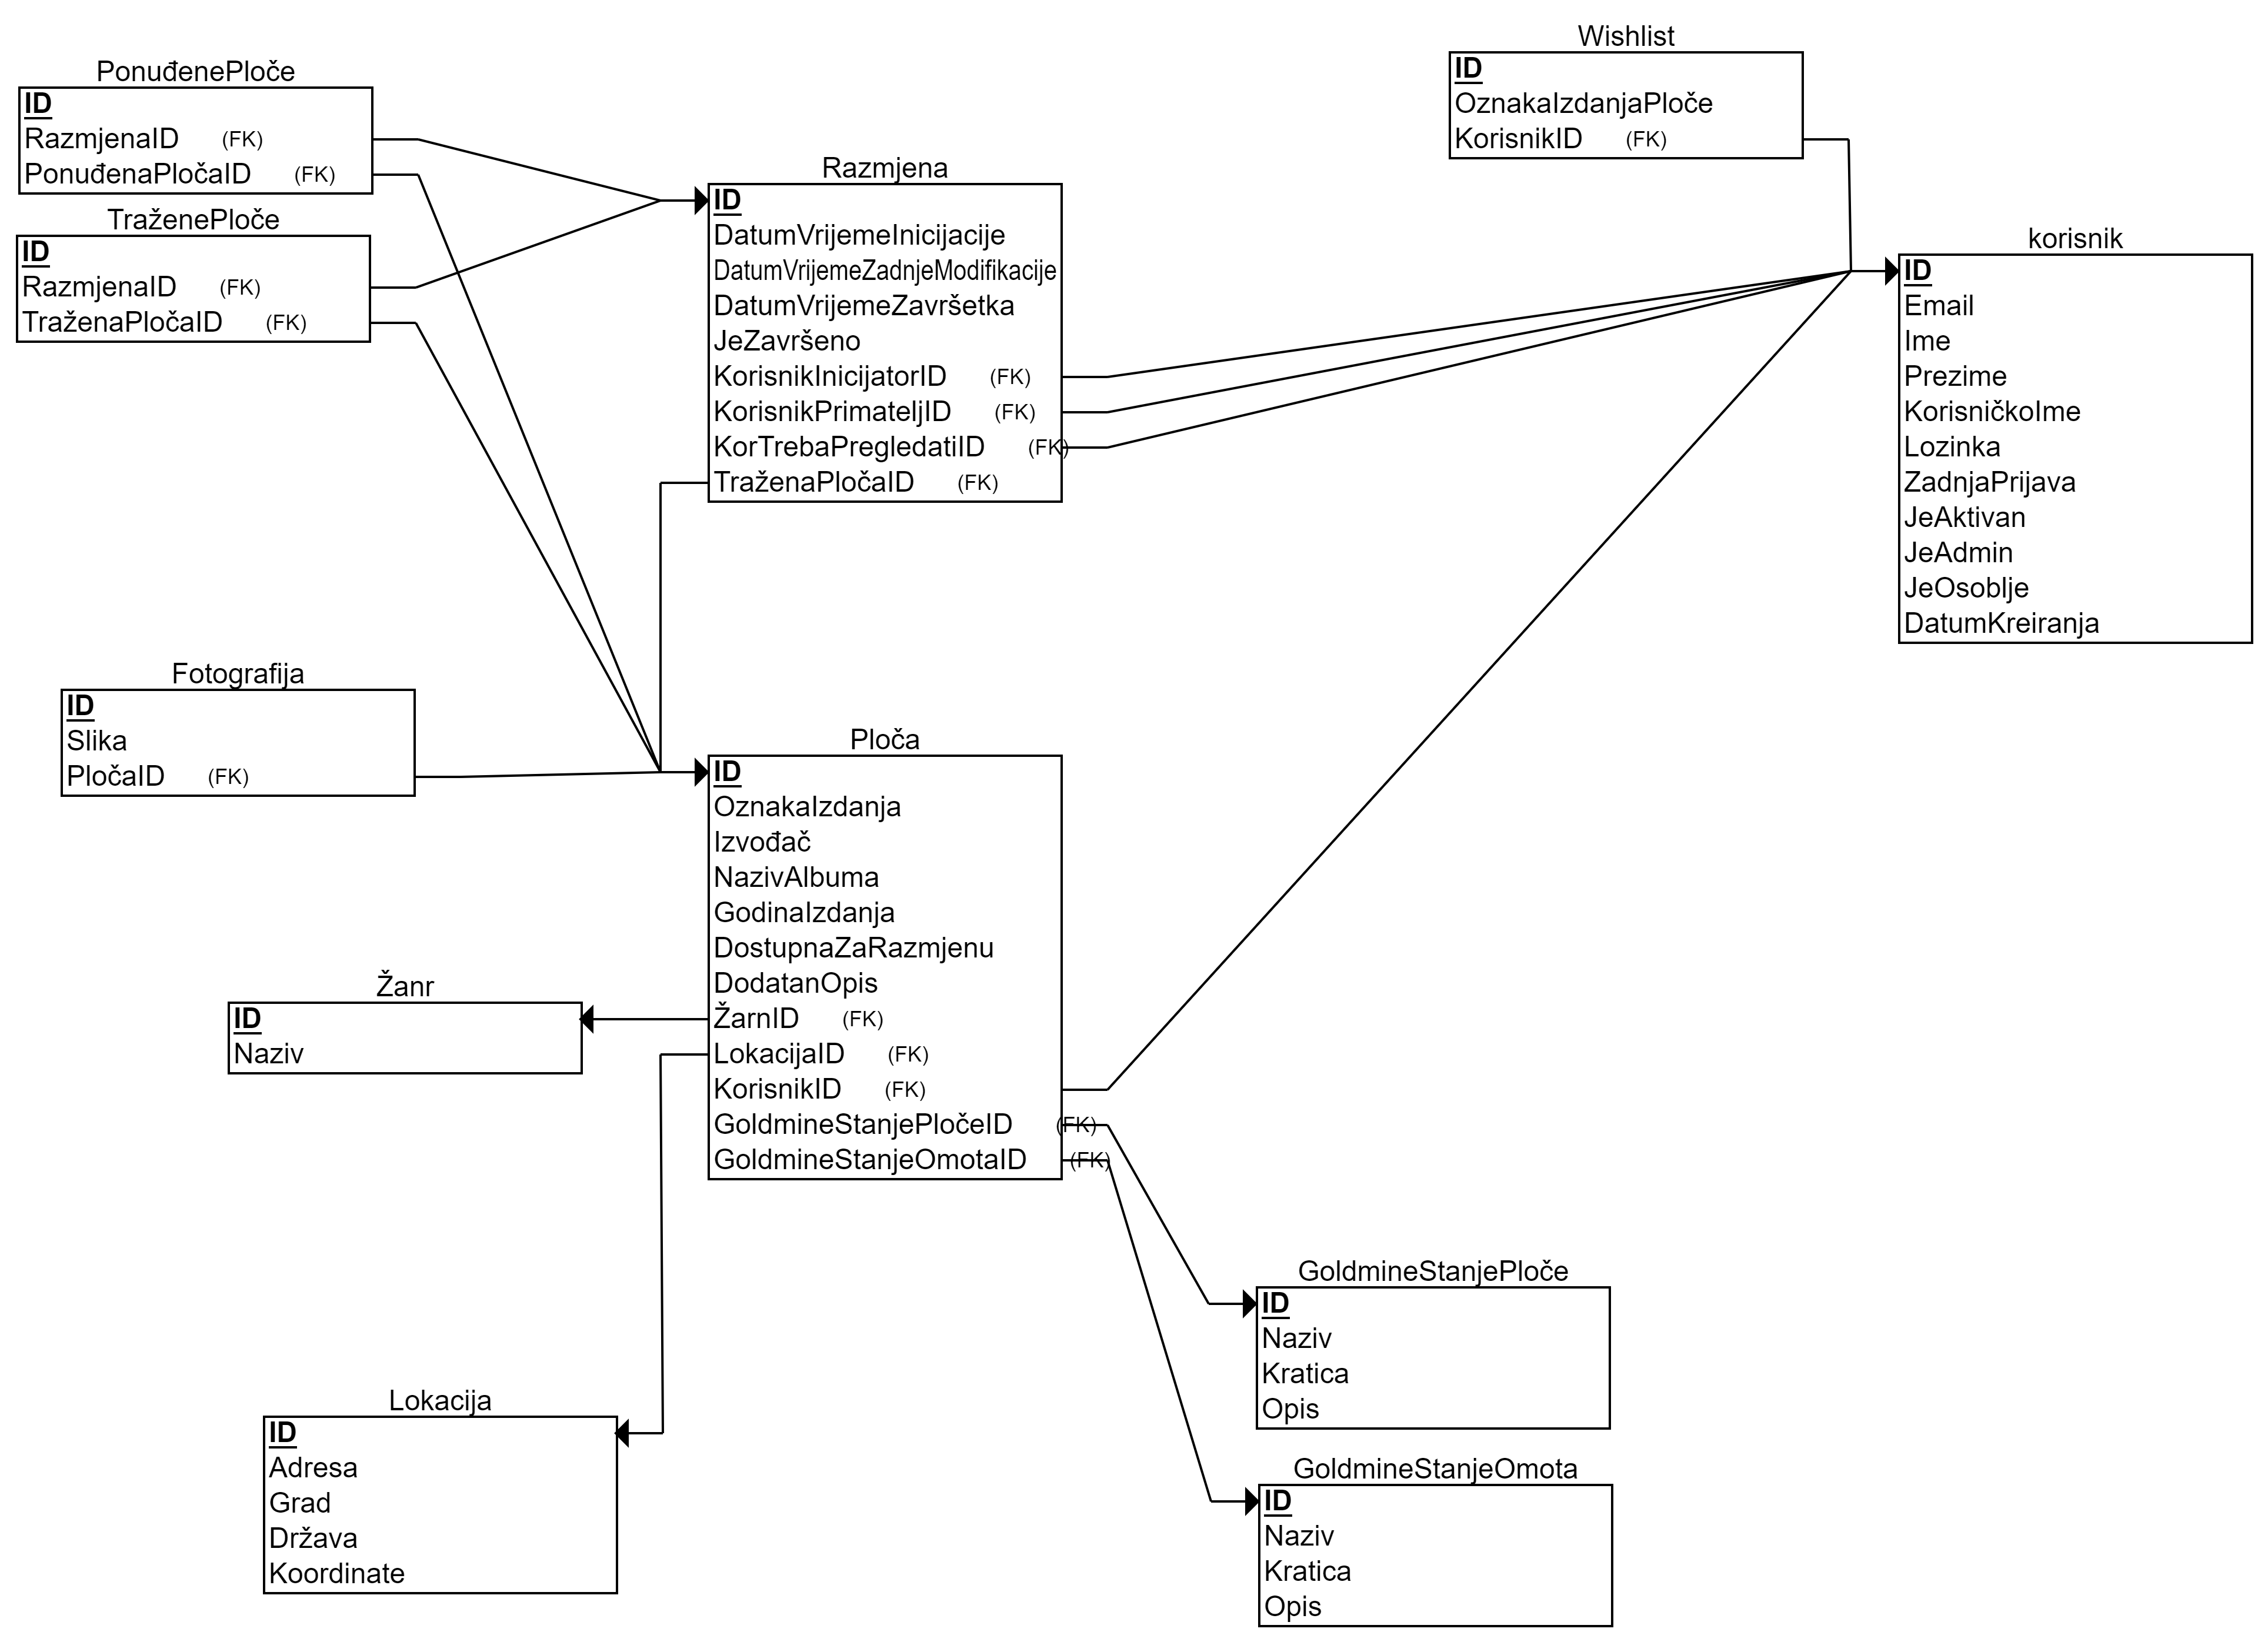 PonuđenePloče
ID
RazmjenaID (FK)
PonuđenaPločaID (FK)
TraženePloče
ID
RazmjenaID (FK)
TraženaPločaID (FK)
Razmjena
ID
DatumVrijemeInicijacije
DatumVrijemeZadnjeModifikacije
DatumVrijemeZavršetka
JeZavršeno
KorisnikInicijatorID (FK)
KorisnikPrimateljID (FK)
KorTrebaPregledatiID (FK)
TraženaPločaID (FK)
Wishlist
ID
OznakaIzdanjaPloče
KorisnikID (FK)
korisnik
ID
Email
Ime
Prezime
KorisničkoIme
Lozinka
ZadnjaPrijava
JeAktivan
JeAdmin
JeOsoblje
DatumKreiranja
Fotografija
ID
Slika
PločaID (FK)
Ploča
ID
OznakaIzdanja
Izvođač
NazivAlbuma
GodinaIzdanja
DostupnaZaRazmjenu
DodatanOpis
ŽarnID (FK)
LokacijaID (FK)
KorisnikID (FK)
GoldmineStanjePločeID (FK)
GoldmineStanjeOmotaID (FK)
Žanr
ID
Naziv
Lokacija
ID
Adresa
Grad
Država
Koordinate
GoldmineStanjePloče
ID
Naziv
Kratica
Opis
GoldmineStanjeOmota
ID
Naziv
Kratica
Opis